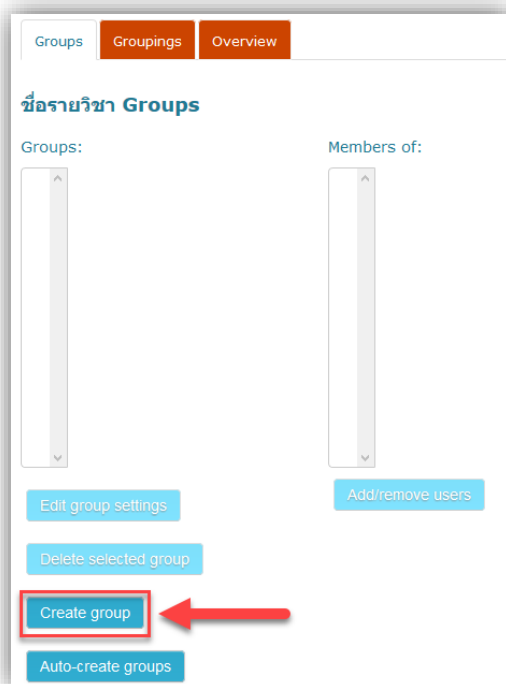 Groups Groupings Overview
ชื่อรายวิชา Groups
Groups: Members of:
Edit group settings Add/remove users
Delete selected group
Create group
Auto-create groups